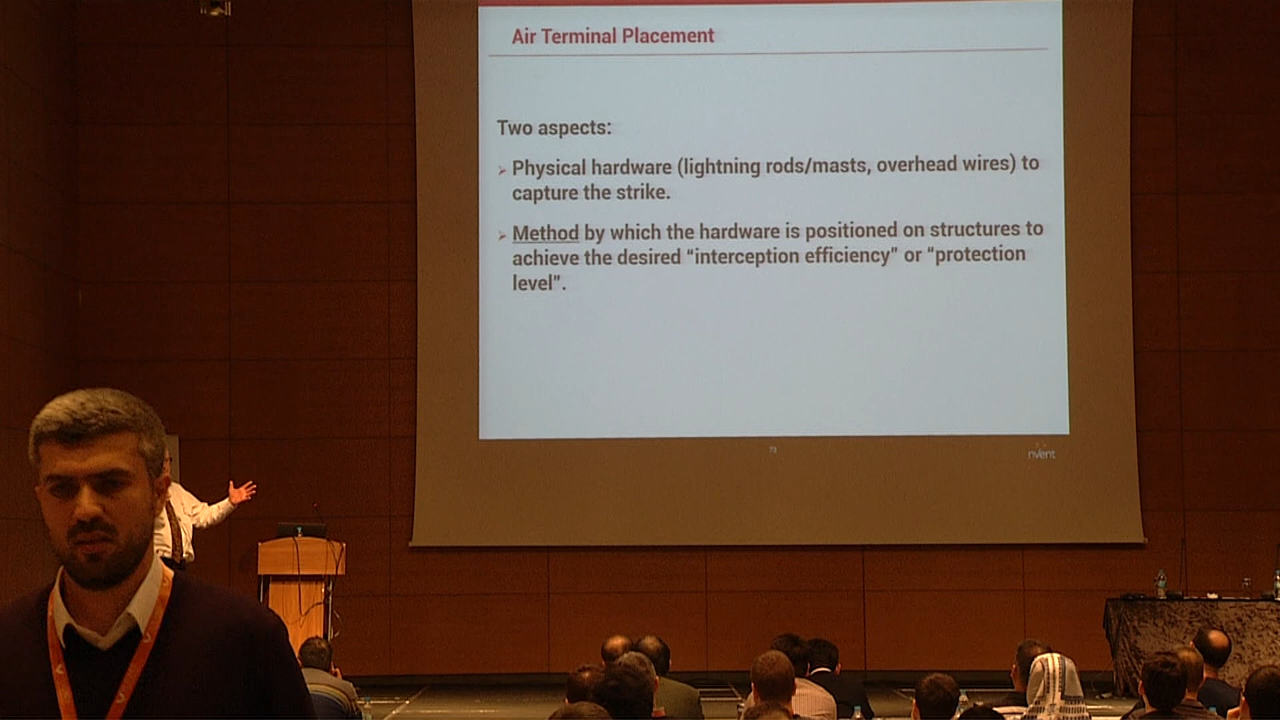 Air Terminal Placement
Two aspects:
Physical hardware (lightning rods/masts, overhead wires) to
capture the strike.
Method by which the hardware is positioned on structures to
achieve the desired “interception efficiency” or “protection
level”.
73
nvent